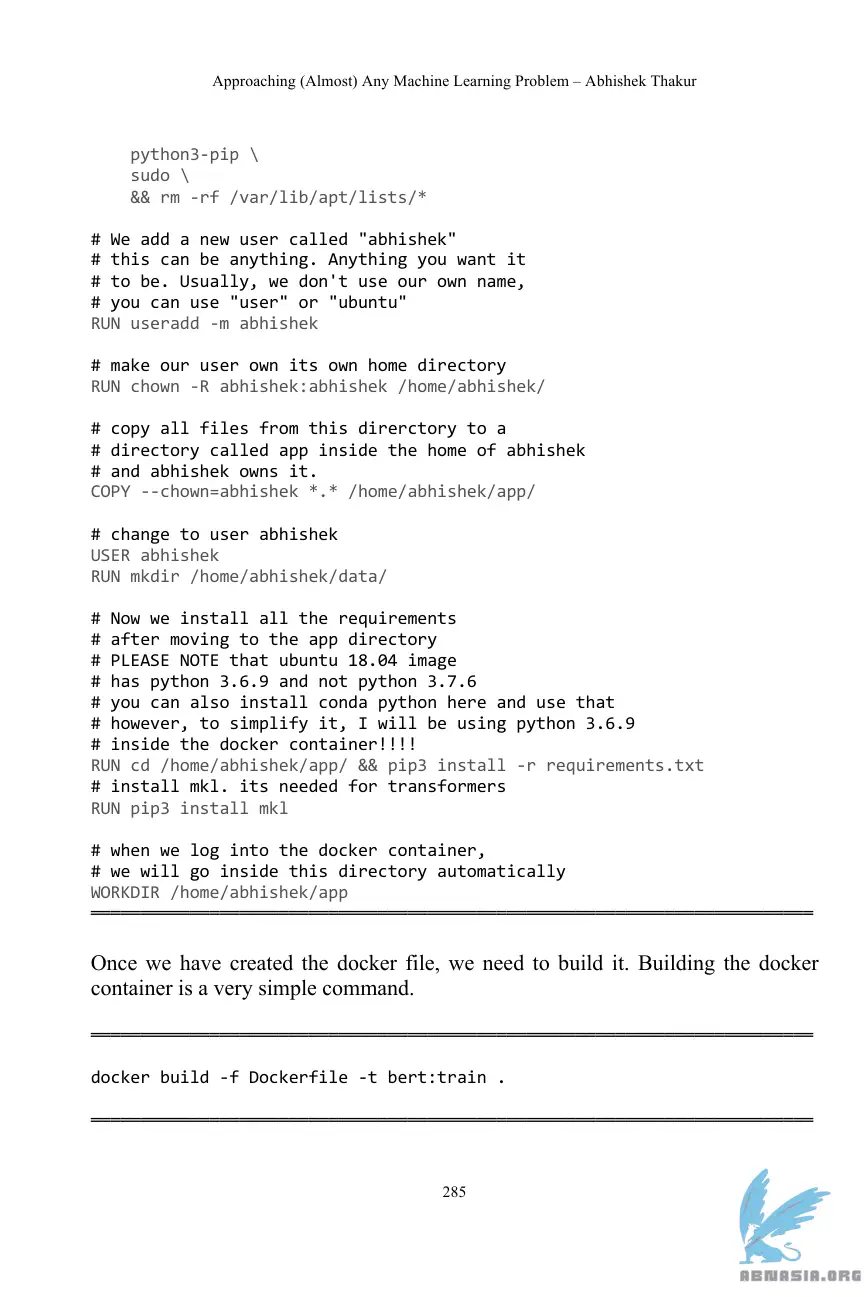 Approaching (Almost) Any Machine Learning Problem – Abhishek Thakur
python3-pip \
sudo \
&& rm -rf /var/lib/apt/lists/*
# We add a new user called "abhishek"
# this can be anything. Anything you want it
# to be. Usually, we don't use our own name,
# you can use "user" or "ubuntu"
RUN useradd -m abhishek
# make our user own its own home directory
RUN chown -R abhishek:abhishek /home/abhishek/
# copy all files from this direrctory to a
# directory called app inside the home of abhishek
# and abhishek owns it.
COPY --chown=abhishek *.* /home/abhishek/app/
# change to user abhishek
USER abhishek
RUN mkdir /home/abhishek/data/
# Now we install all the requirements
# after moving to the app directory
# PLEASE NOTE that ubuntu 18.04 image
# has python 3.6.9 and not python 3.7.6
# you can also install conda python here and use that
# however, to simplify it, I will be using python 3.6.9
# inside the docker container!!!!
RUN cd /home/abhishek/app/ && pip3 install -r requirements.txt
# install mkl. its needed for transformers
RUN pip3 install mkl
# when we log into the docker container,
# we will go inside this directory automatically
WORKDIR /home/abhishek/app
Once we have created the docker file, we need to build it. Building the docker
container is a very simple command.
docker build -f Dockerfile -t bert:train .
285
ABNASIA.ORG